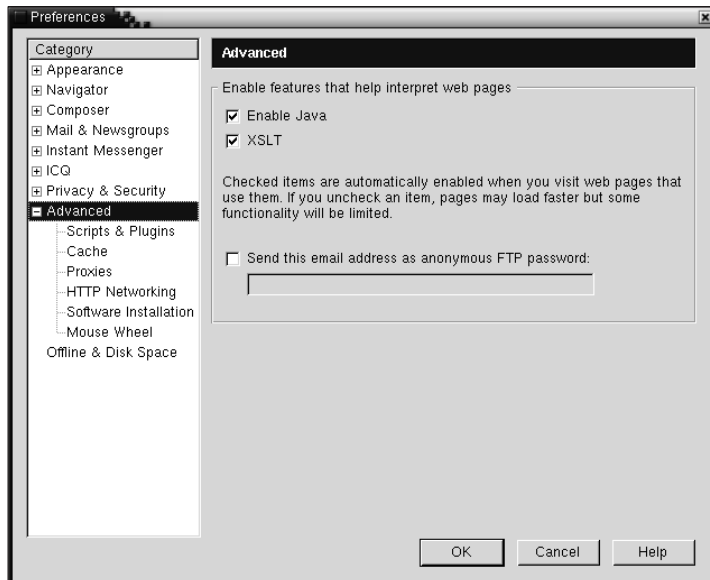 Preferences
Category
Appearance
Navigator
Composer
Mail & Newsgroups
Instant Messenger
ICQ
Privacy & Security
Advanced
Scripts & Plugins
Cache
Proxies
HTTP Networking
Software Installation
Mouse Wheel
Offline & Disk Space
Advanced
Enable features that help interpret web pages
Enable Java
XSLT
Checked items are automatically enabled when you visit web pages that
use them. If you uncheck an item, pages may load faster but some
functionality will be limited.
Send this email address as anonymous FTP password:
OK
Cancel
Help